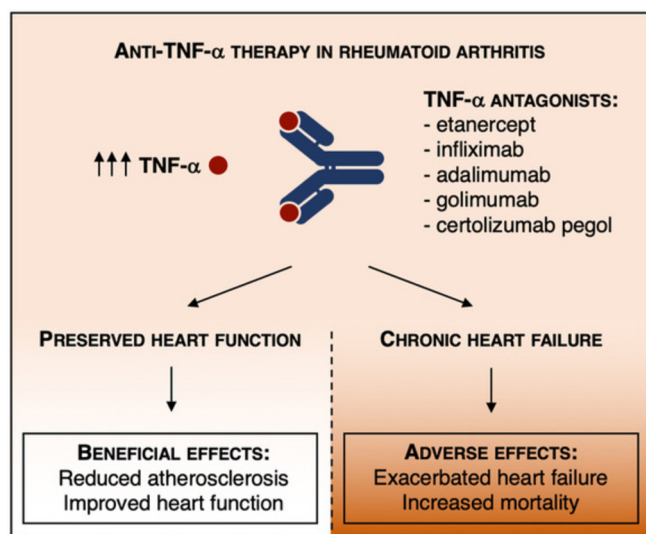 ANTI-TNF-α THERAPY IN RHEUMATOID ARTHRITIS
TNF-α ANTAGONISTS:
- etanercept
- infliximab
- adalimumab
- golimumab
- certolizumab pegol
↑↑↑ TNF-α
PRESERVED HEART FUNCTION
CHRONIC HEART FAILURE
BENEFICIAL EFFECTS:
Reduced atherosclerosis
Improved heart function
ADVERSE EFFECTS:
Exacerbated heart failure
Increased mortality